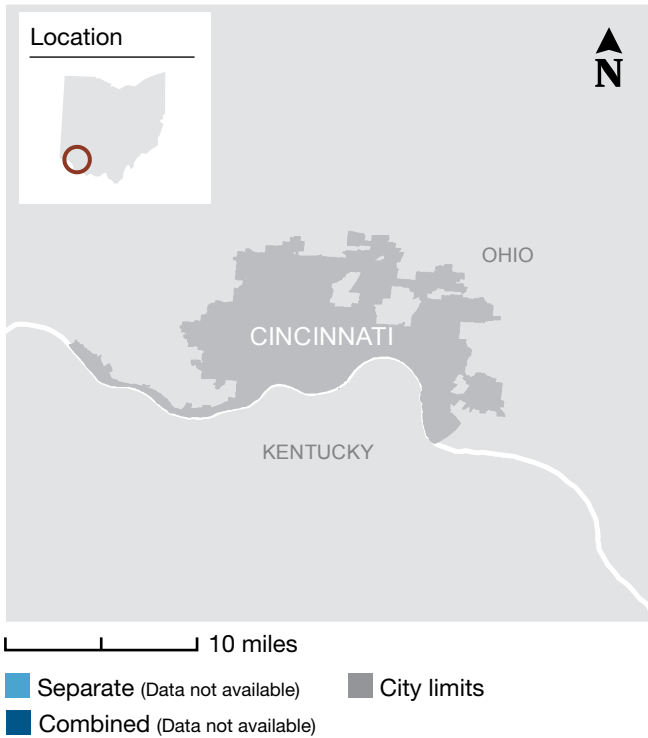 Location
N
OHIO
CINCINNATI
KENTUCKY
10 miles
Separate (Data not available)
City limits
Combined (Data not available)